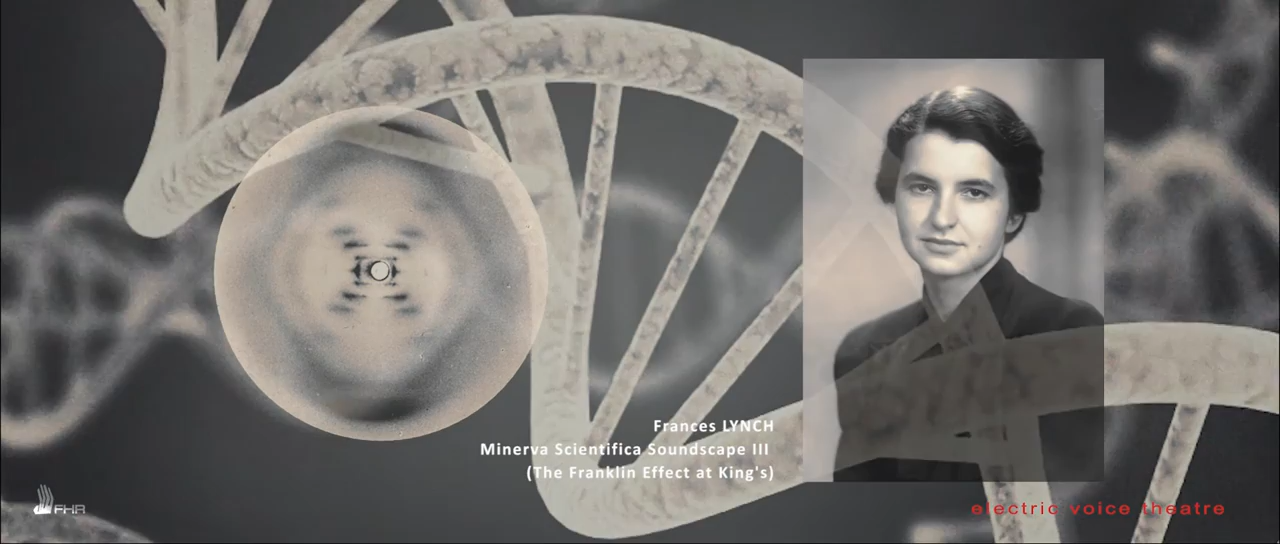 Frances LYNCH
Minerva Scientifica Soundscape III
(The Franklin Effect at King's)
FHR
electric voice theatre